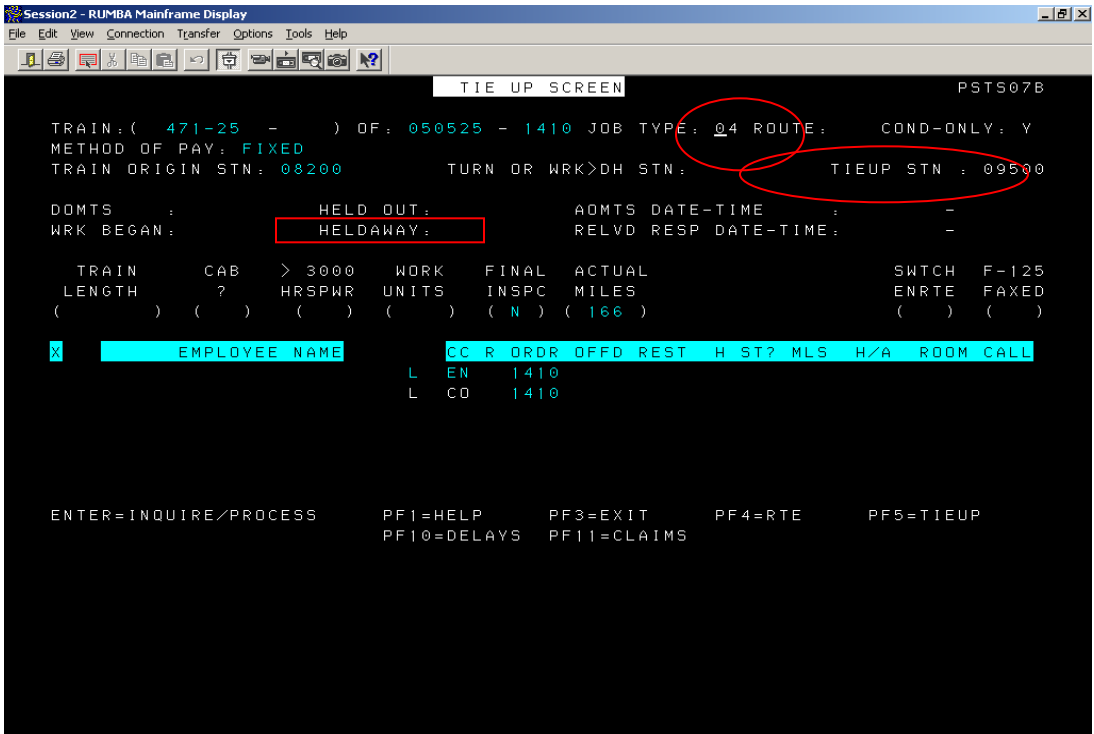 Session2 - RUMBA Mainframe Display
File Edit View Connection Transfer Options Tools Help
TIE UP SCREEN PSTS07B
TRAIN:( 471-25 - ) OF: 050525 - 1410 JOB TYPE: 04 ROUTE: COND-ONLY: Y
METHOD OF PAY: FIXED
TRAIN ORIGIN STN: 08200 TURN OR WRK>DH STN: TIEUP STN : 09500
DOMTS : HELD OUT: AOMTS DATE-TIME : -
WRK BEGAN: HELDAWAY: RELVD RESP DATE-TIME: -
TRAIN CAB > 3000 WORK FINAL ACTUAL SWTCH F-125
LENGTH ? HRSPWR UNITS INSPC MILES ENRTE FAXED
( ) ( ) ( ) ( ) ( N ) ( 166 ) ( ) ( )
X EMPLOYEE NAME CC R ORDR OFFD REST H ST? MLS H/A ROOM CALL
L EN 1410
L CO 1410
ENTER=INQUIRE/PROCESS PF1=HELP PF3=EXIT PF4=RTE PF5=TIEUP
PF10=DELAYS PF11=CLAIMS